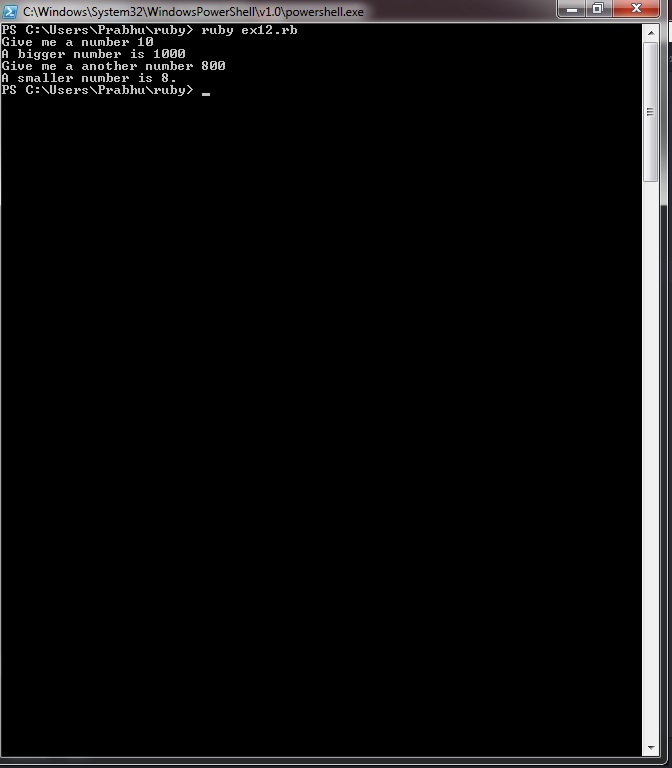 C:\Windows\System32\WindowsPowerShell\v1.0\powershell.exe
PS C:\Users\Prabhu\ruby> ruby ex12.rb
Give me a number 10
A bigger number is 1000
Give me a another number 800
A smaller number is 8.
PS C:\Users\Prabhu\ruby> _